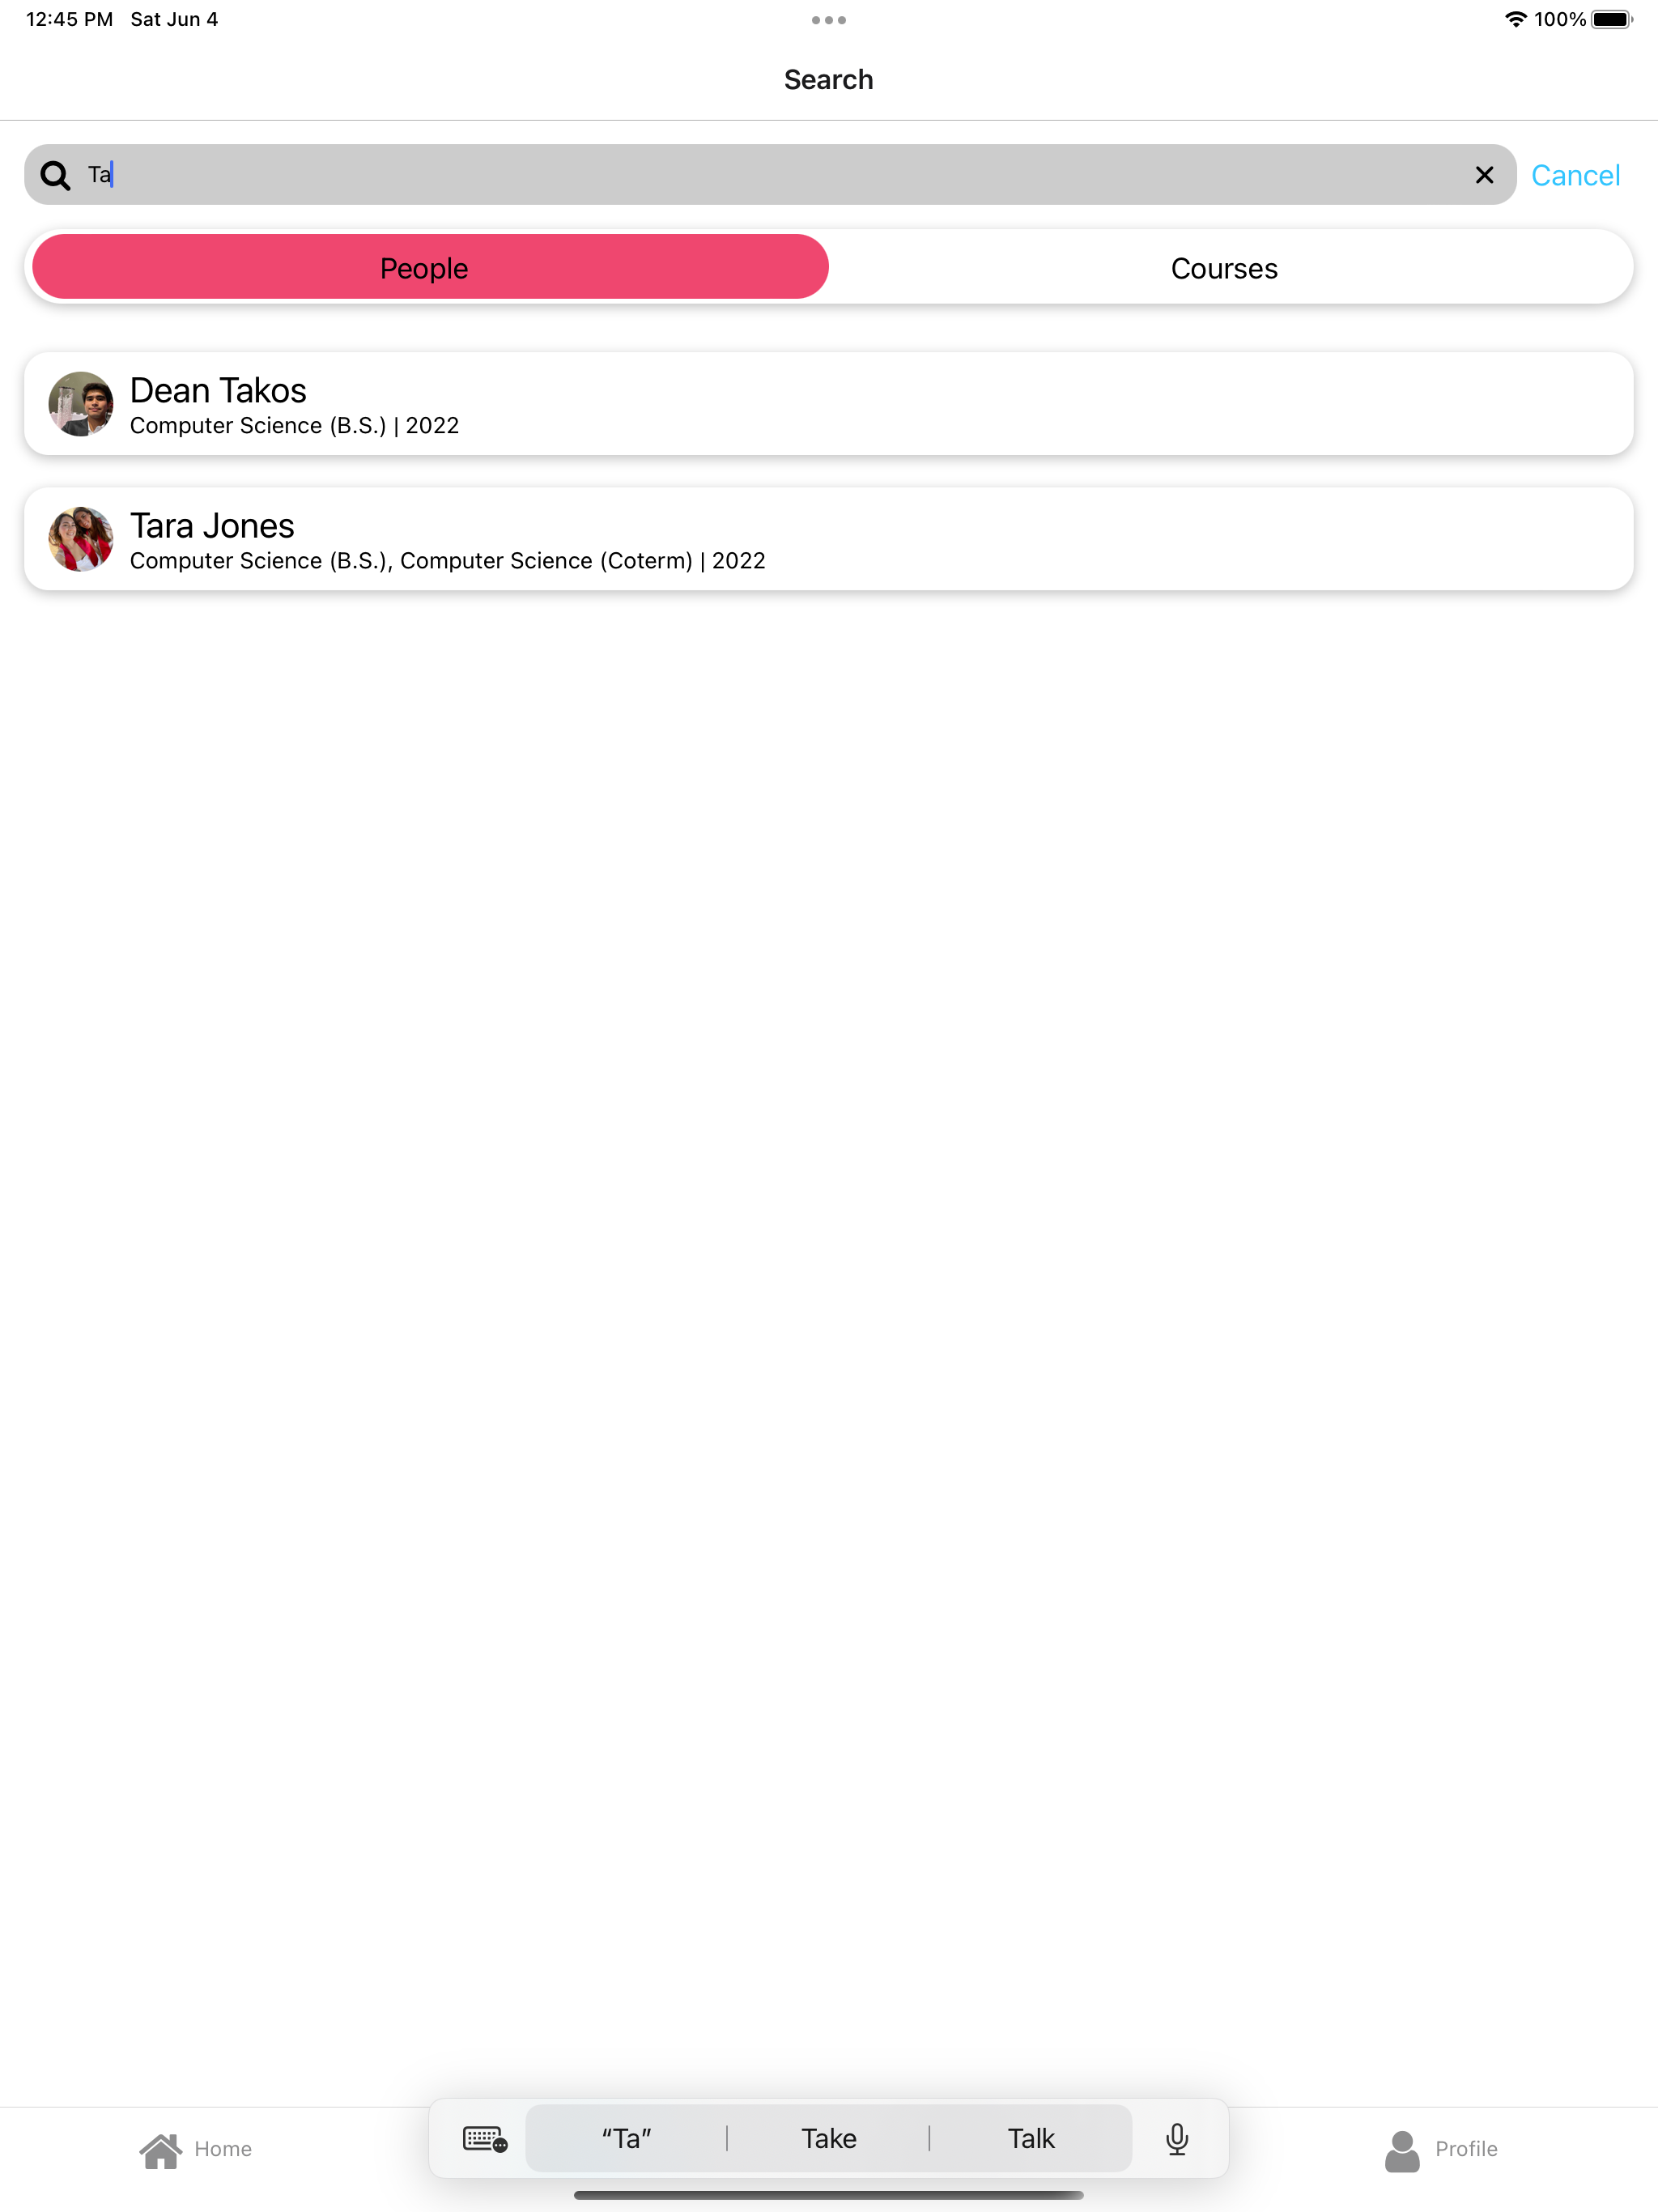 12:45 PM Sat Jun 4 100%
Search
Ta Cancel
People Courses
Dean Takos
Computer Science (B.S.) | 2022
Tara Jones
Computer Science (B.S.), Computer Science (Coterm) | 2022
Home “Ta” Take Talk Profile